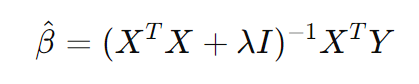 β̂ = (XᵀX + λI)⁻¹XᵀY